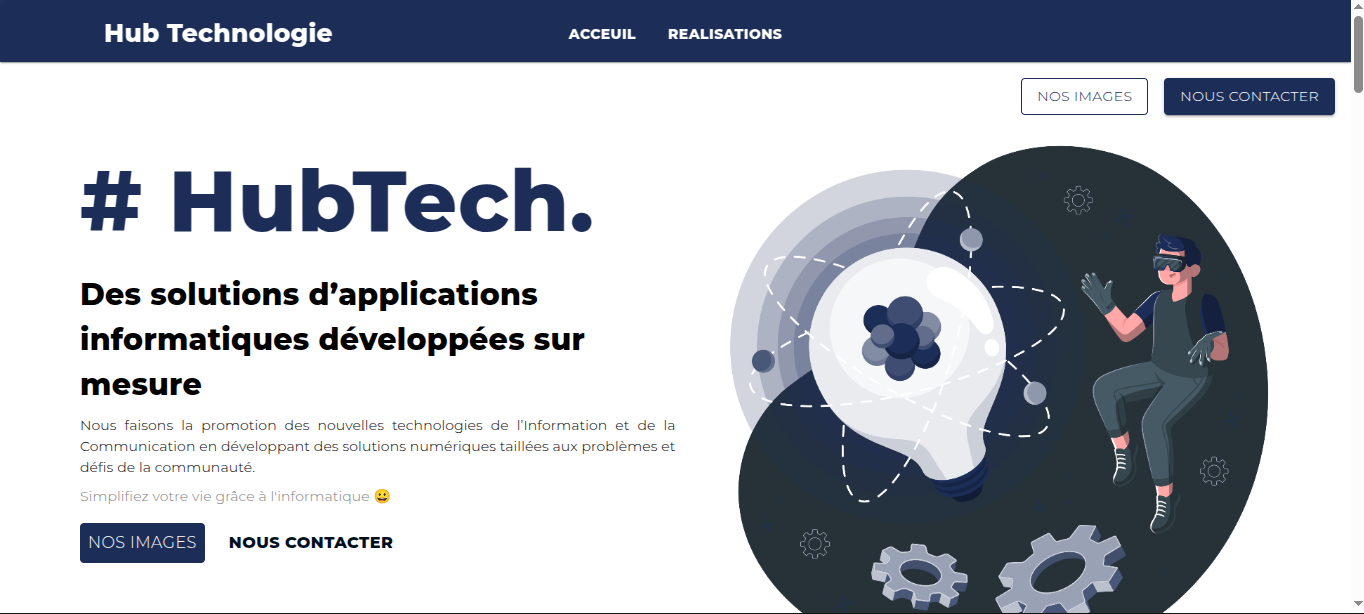 Hub Technologie
ACCEUIL
REALISATIONS
NOS IMAGES
NOUS CONTACTER
# HubTech.
Des solutions d’applications
informatiques développées sur
mesure
Nous faisons la promotion des nouvelles technologies de l’Information et de la
Communication en développant des solutions numériques taillées aux problèmes et
défis de la communauté.
Simplifiez votre vie grâce à l'informatique 😀
NOS IMAGES
NOUS CONTACTER